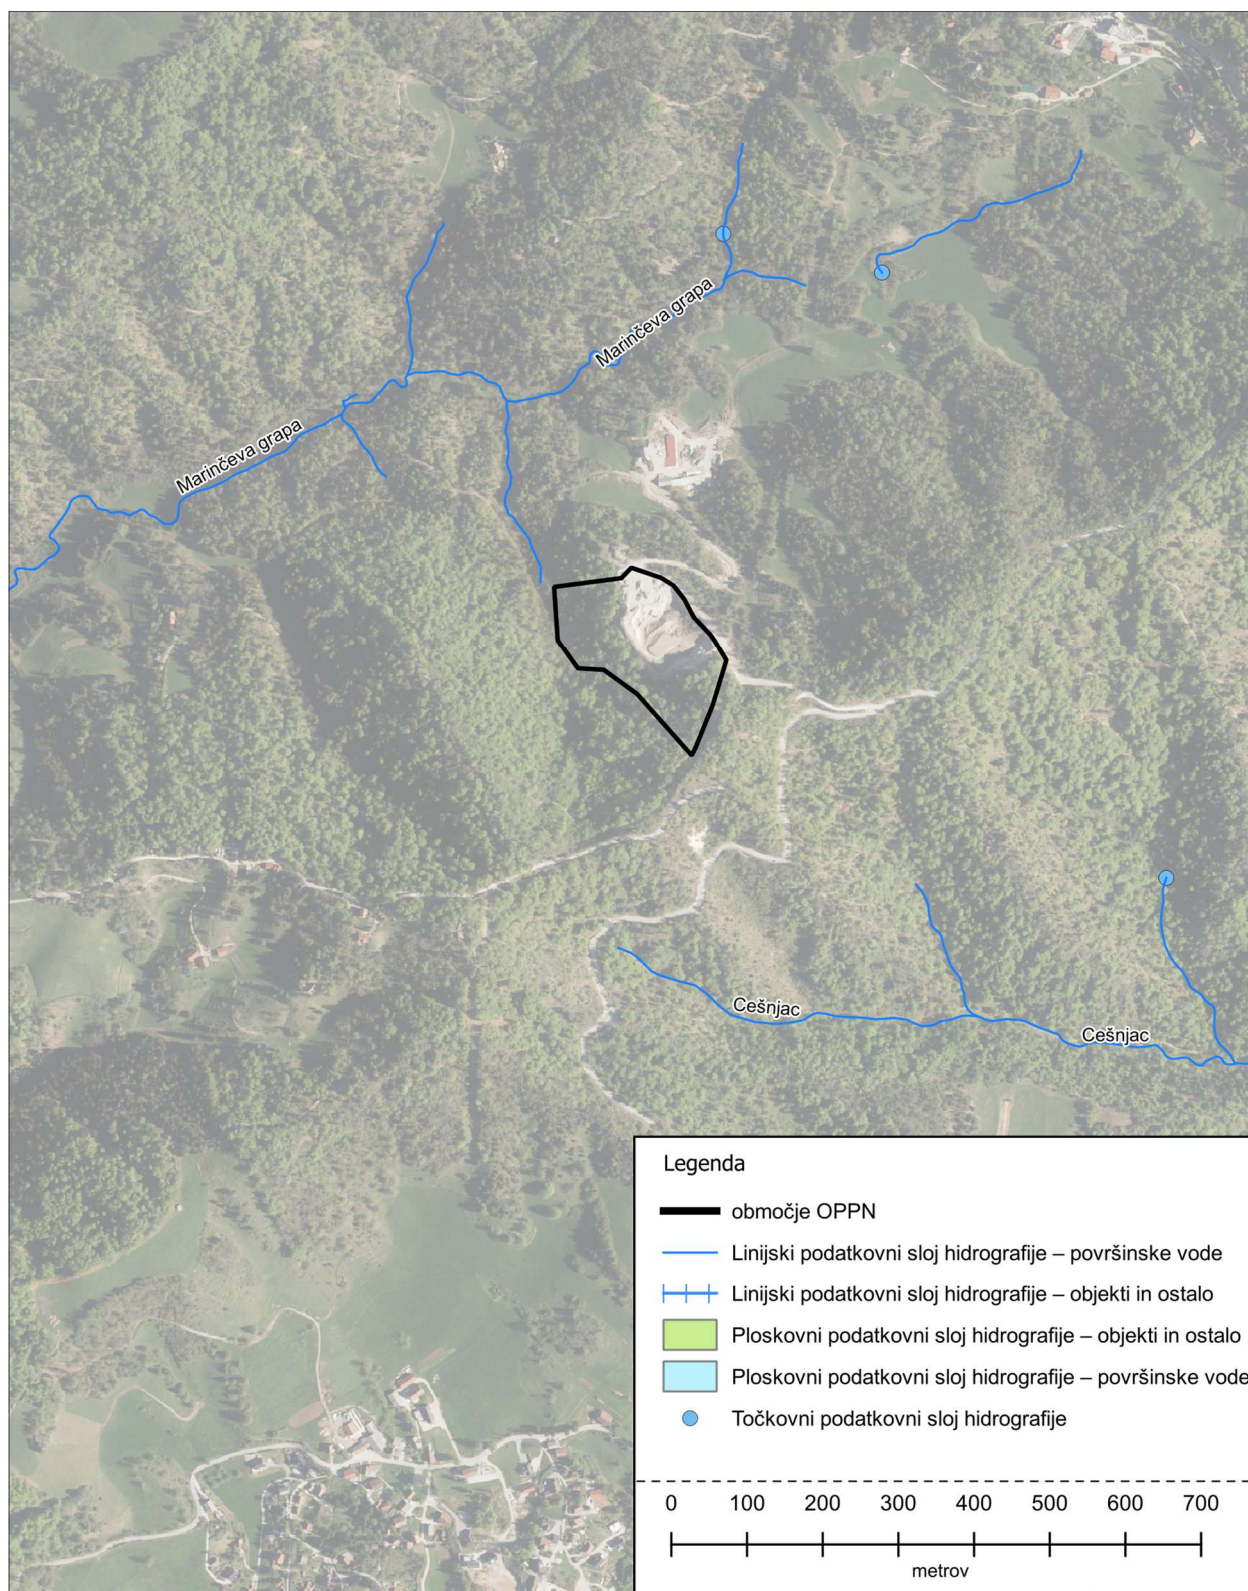 Marinčeva grapa
Marinčeva grapa
Cešnjac
Cešnjac
Legenda
območje OPPN
Linijski podatkovni sloj hidrografije – površinske vode
Linijski podatkovni sloj hidrografije – objekti in ostalo
Ploskovni podatkovni sloj hidrografije – objekti in ostalo
Ploskovni podatkovni sloj hidrografije – površinske vode
Točkovni podatkovni sloj hidrografije
0 100 200 300 400 500 600 700
metrov